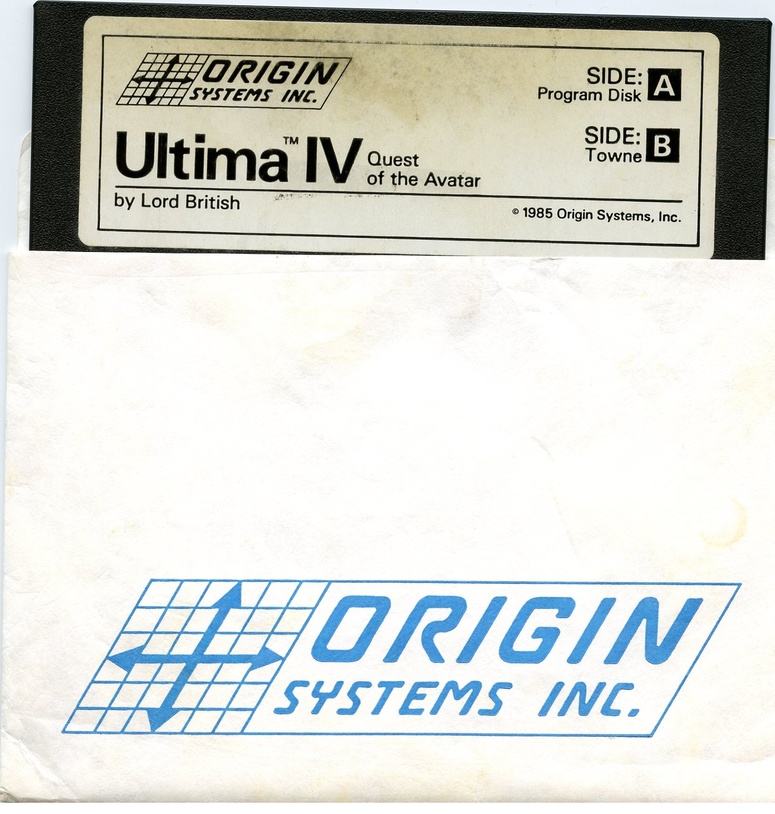 ORIGIN
SYSTEMS INC.
SIDE: A
Program Disk
Ultima™ IV Quest
of the Avatar
SIDE: B
Towne
by Lord British
© 1985 Origin Systems, Inc.
ORIGIN
SYSTEMS INC.